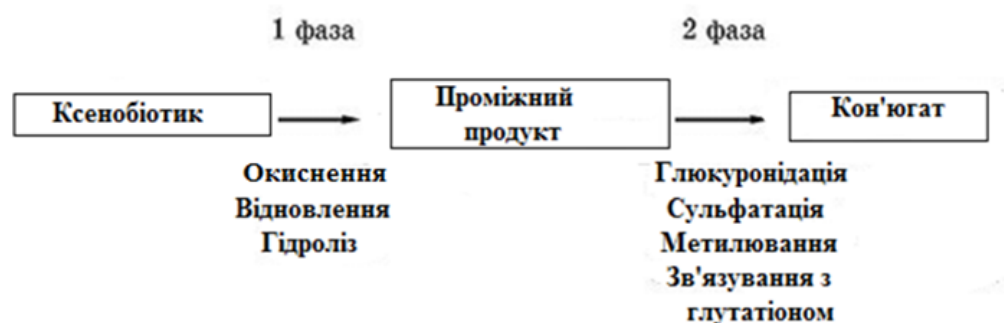 1 фаза
2 фаза
Ксенобіотик
Проміжний
продукт
Кон'югат
Окиснення
Відновлення
Гідроліз
Глюкуронідація
Сульфатація
Метилювання
Зв'язування з
глутатіоном